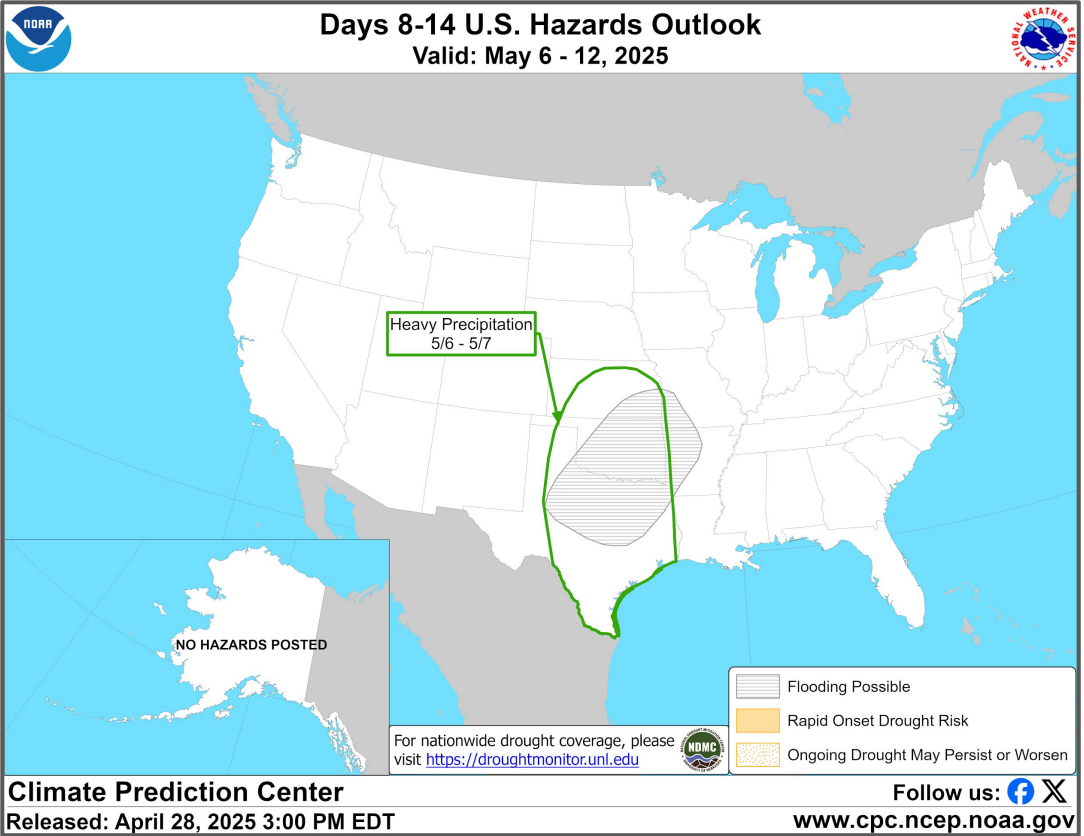 NOAA
Days 8-14 U.S. Hazards Outlook
Valid: May 6 - 12, 2025
NATIONAL WEATHER SERVICE
Heavy Precipitation
5/6 - 5/7
NO HAZARDS POSTED
Flooding Possible
Rapid Onset Drought Risk
Ongoing Drought May Persist or Worsen
For nationwide drought coverage, please
visit https://droughtmonitor.unl.edu
NDMC
Climate Prediction Center
Follow us:
Released: April 28, 2025 3:00 PM EDT
www.cpc.ncep.noaa.gov